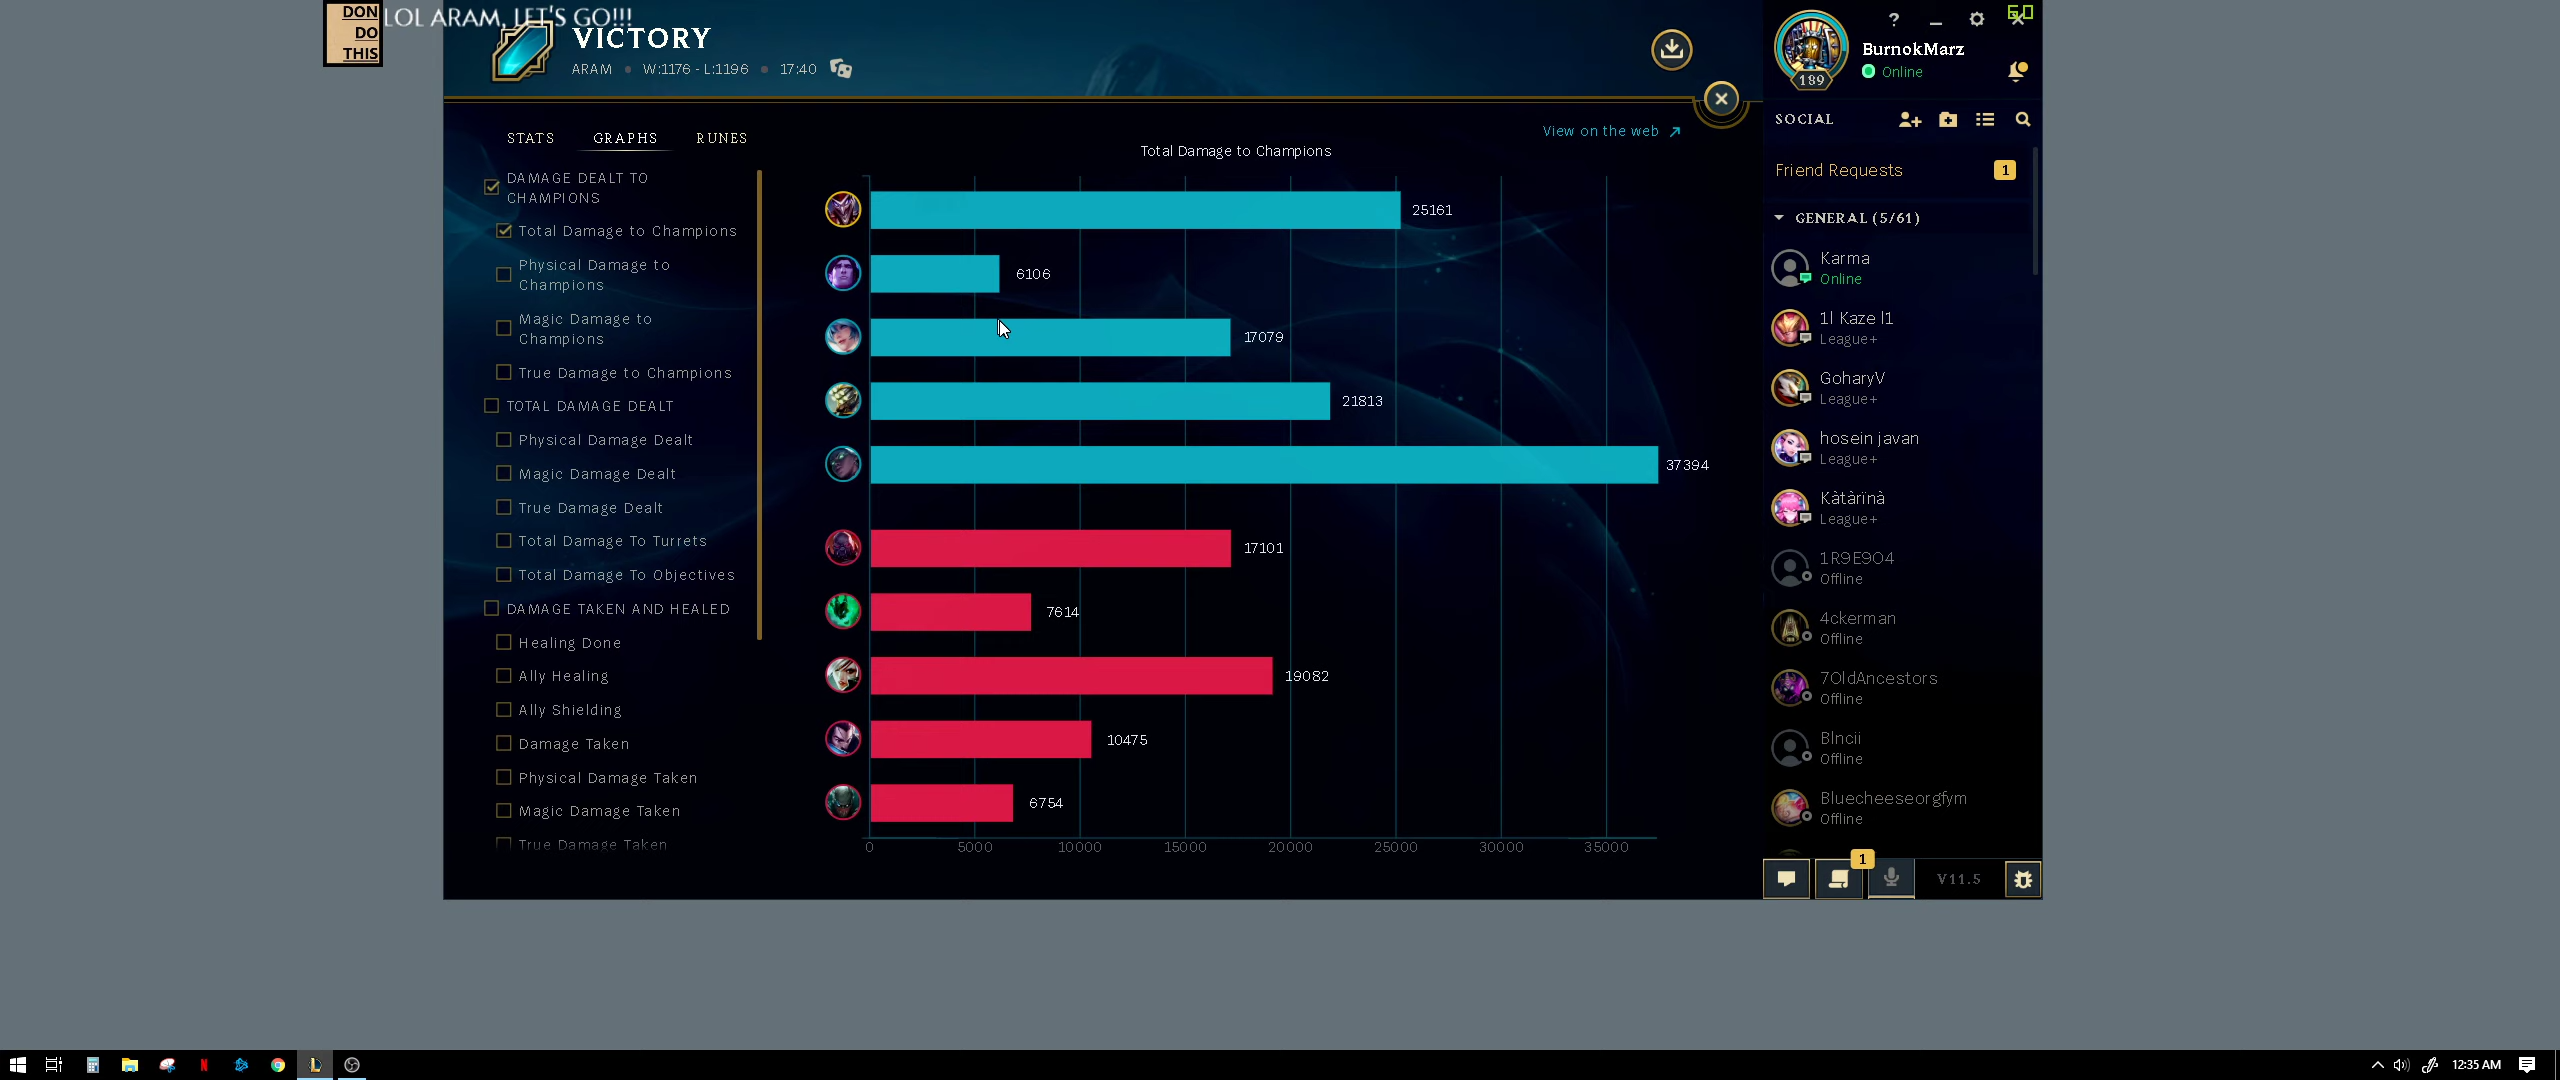 DON
DO
THIS
LOL ARAM, LET'S GO!!!
VICTORY
ARAM • W:1176 - L:1196 • 17:40
STATS
GRAPHS
RUNES
View on the web
Total Damage to Champions
DAMAGE DEALT TO
CHAMPIONS
Total Damage to Champions
Physical Damage to
Champions
Magic Damage to
Champions
True Damage to Champions
TOTAL DAMAGE DEALT
Physical Damage Dealt
Magic Damage Dealt
True Damage Dealt
Total Damage To Turrets
Total Damage To Objectives
DAMAGE TAKEN AND HEALED
Healing Done
Ally Healing
Ally Shielding
Damage Taken
Physical Damage Taken
Magic Damage Taken
True Damage Taken
25161
6106
17079
21813
37394
17101
7614
19082
10475
6754
0 5000 10000 15000 20000 25000 30000 35000
60
?
189
BurnokMarz
Online
SOCIAL
Friend Requests 1
GENERAL (5/61)
Karma
Online
1l Kaze l1
League+
GoharyV
League+
hosein javan
League+
Kàtàrïnà
League+
1R9E9O4
Offline
4ckerman
Offline
7OldAncestors
Offline
Blncii
Offline
Bluecheeseorgfym
Offline
1
V11.5
12:35 AM